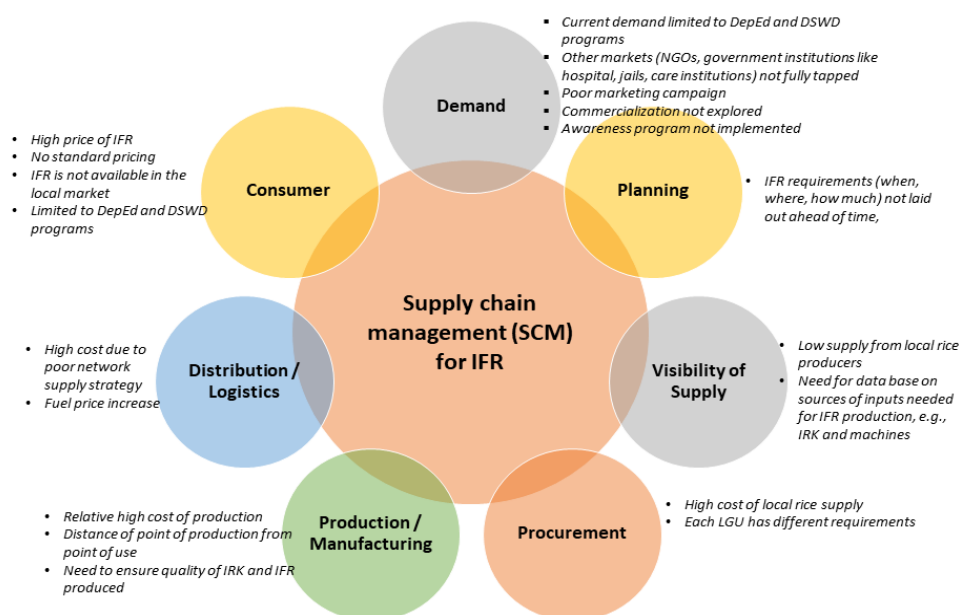 ▪ Current demand limited to DepEd and DSWD
programs
▪ Other markets (NGOs, government institutions like
hospital, jails, care institutions) not fully tapped
▪ Poor marketing campaign
▪ Commercialization not explored
▪ Awareness program not implemented
Demand
• High price of IFR
• No standard pricing
• IFR is not available in the
local market
• Limited to DepEd and DSWD
programs
Consumer
Planning
• IFR requirements (when,
where, how much) not laid
out ahead of time,
Supply chain
management (SCM)
for IFR
• High cost due to
poor network
supply strategy
• Fuel price increase
Distribution /
Logistics
Visibility of
Supply
• Low supply from local rice
producers
• Need for data base on
sources of inputs needed
for IFR production, e.g.,
IRK and machines
• Relative high cost of production
• Distance of point of production from
point of use
• Need to ensure quality of IRK and IFR
produced
Production /
Manufacturing
Procurement
• High cost of local rice supply
• Each LGU has different requirements